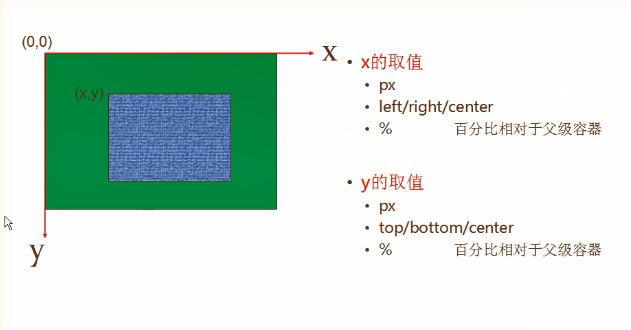 (0,0)
x
(x,y)
y
• x的取值
• px
• left/right/center
• % 百分比相对于父级容器
• y的取值
• px
• top/bottom/center
• % 百分比相对于父级容器